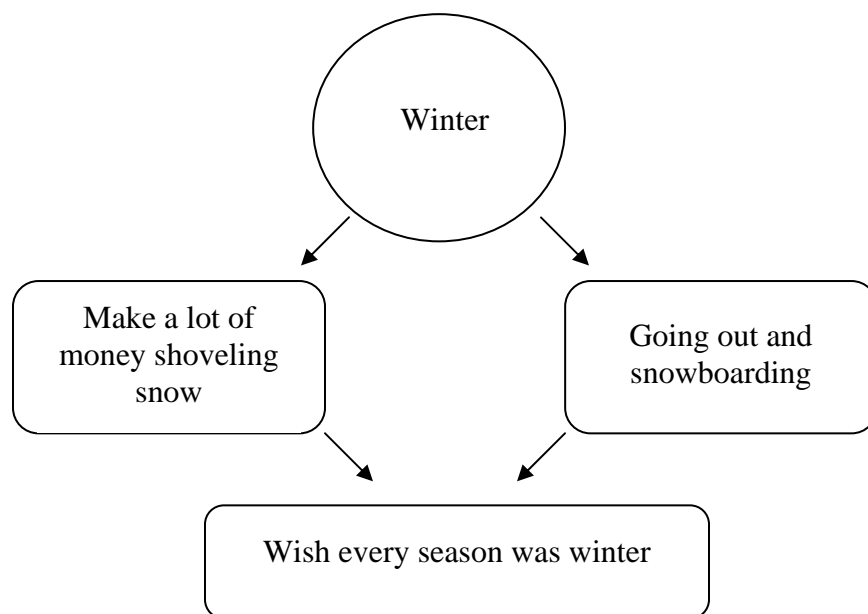 Winter
Make a lot of
money shoveling
snow
Going out and
snowboarding
Wish every season was winter